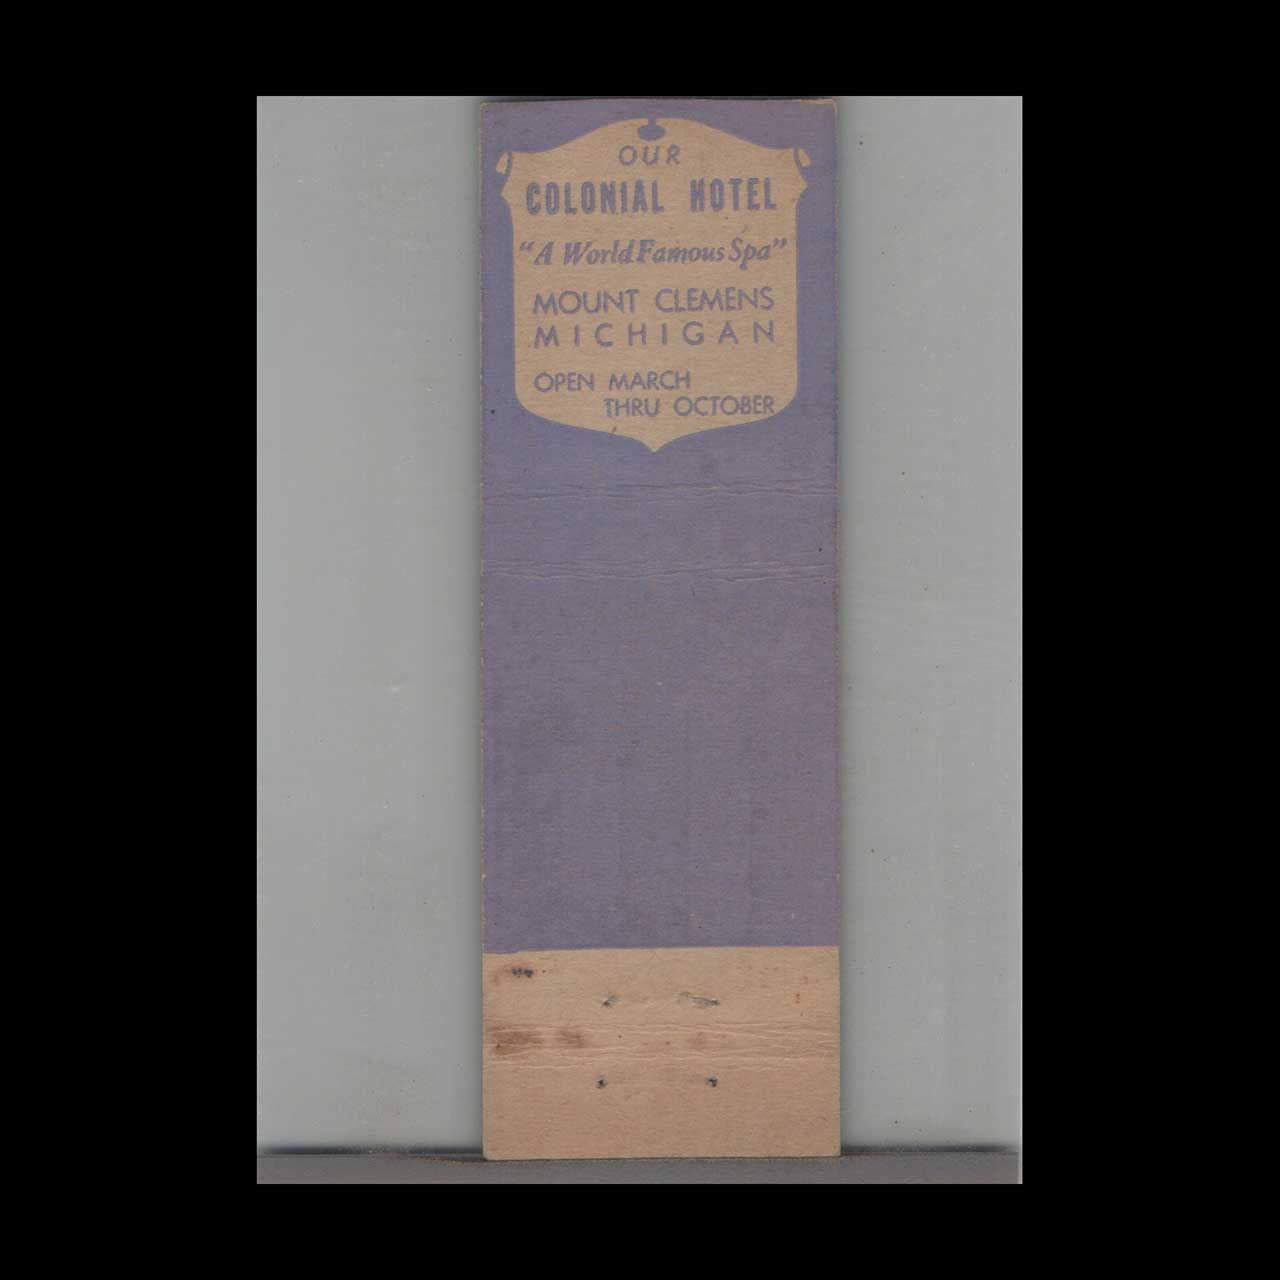 OUR
COLONIAL HOTEL
"A World Famous Spa"
MOUNT CLEMENS
MICHIGAN
OPEN MARCH
THRU OCTOBER